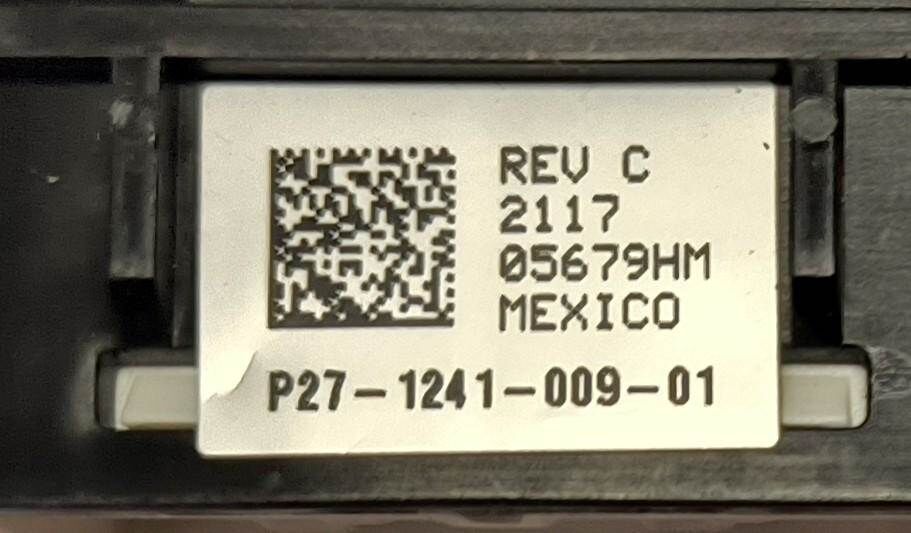 REV C
2117
05679HM
MEXICO
P27-1241-009-01